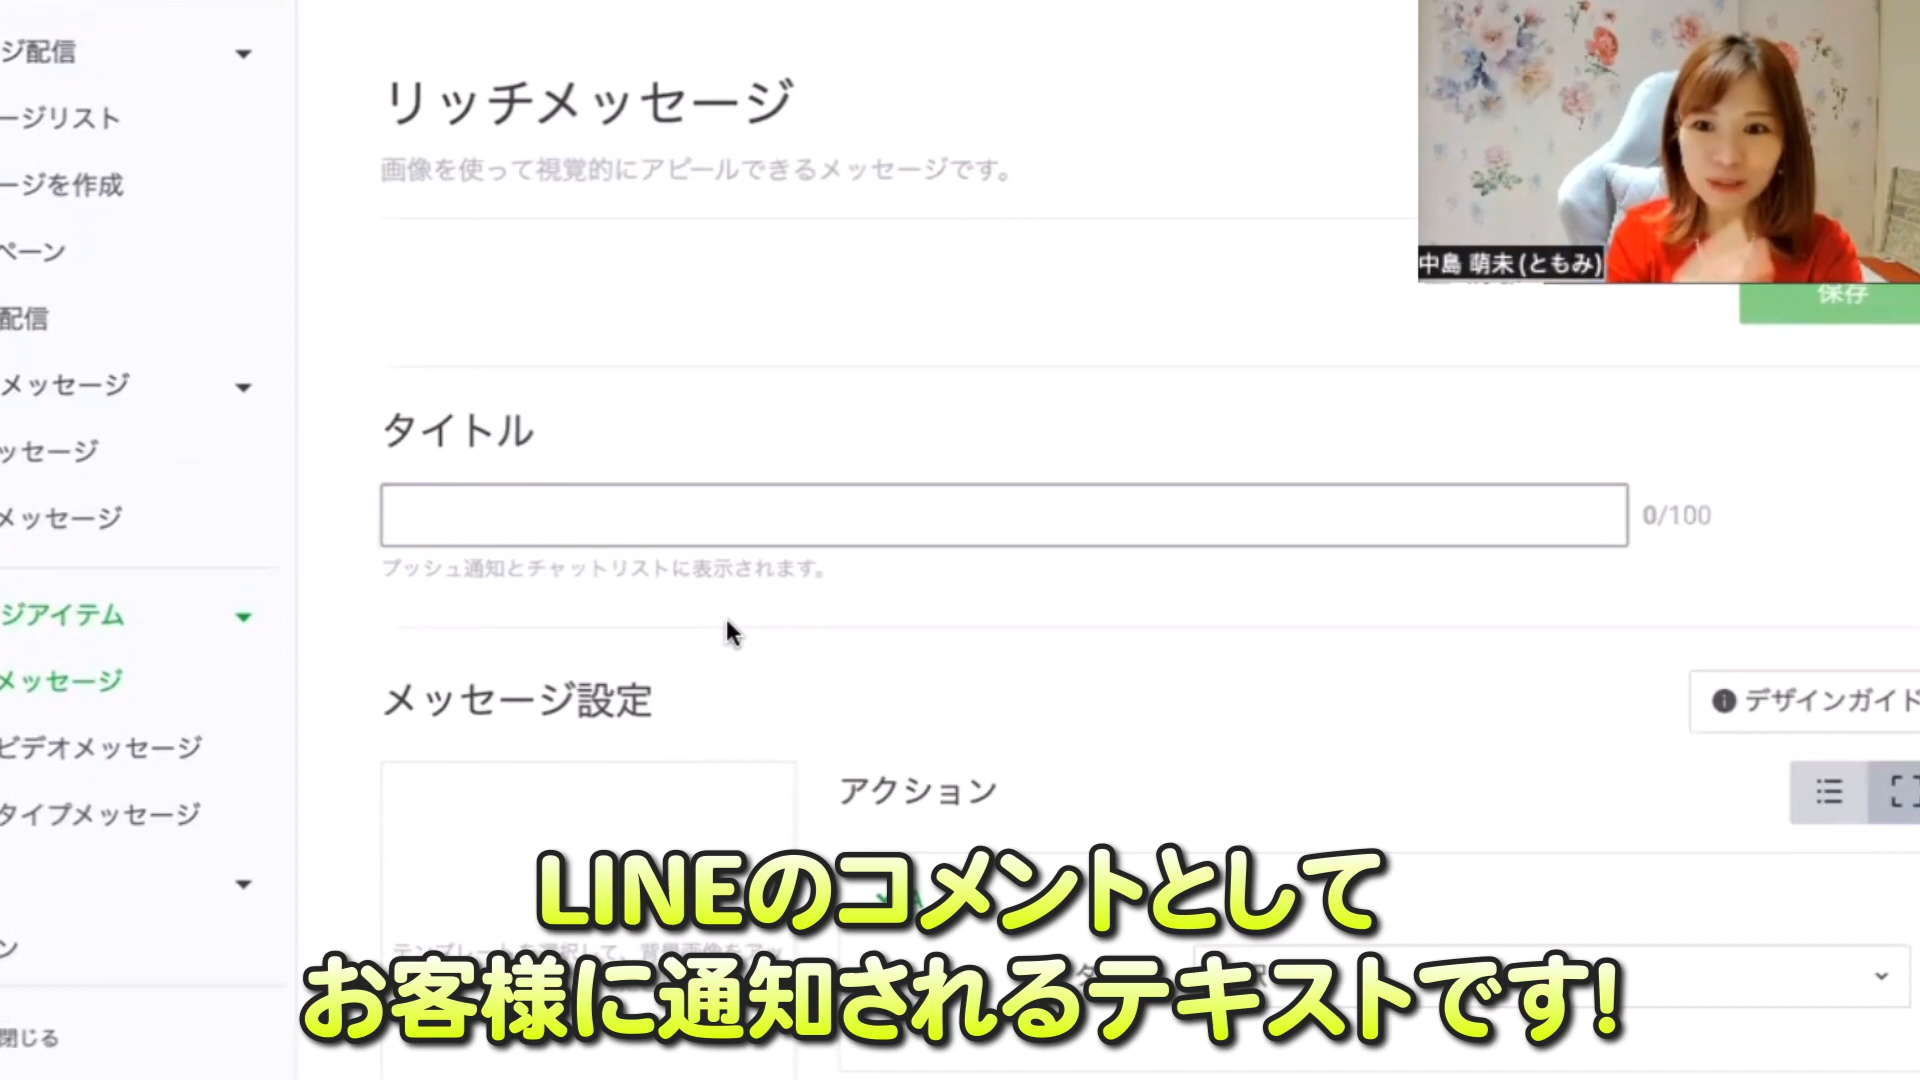 ジ配信
ージリスト
ージを作成
ペーン
配信
メッセージ
ッセージ
メッセージ
ジアイテム
メッセージ
ビデオメッセージ
タイプメッセージ
ン
閉じる
リッチメッセージ
画像を使って視覚的にアピールできるメッセージです。
中島 萌未(ともみ)
保存
タイトル
0/100
プッシュ通知とチャットリストに表示されます。
メッセージ設定
デザインガイド
アクション
LINEのコメントとして
お客様に通知されるテキストです!